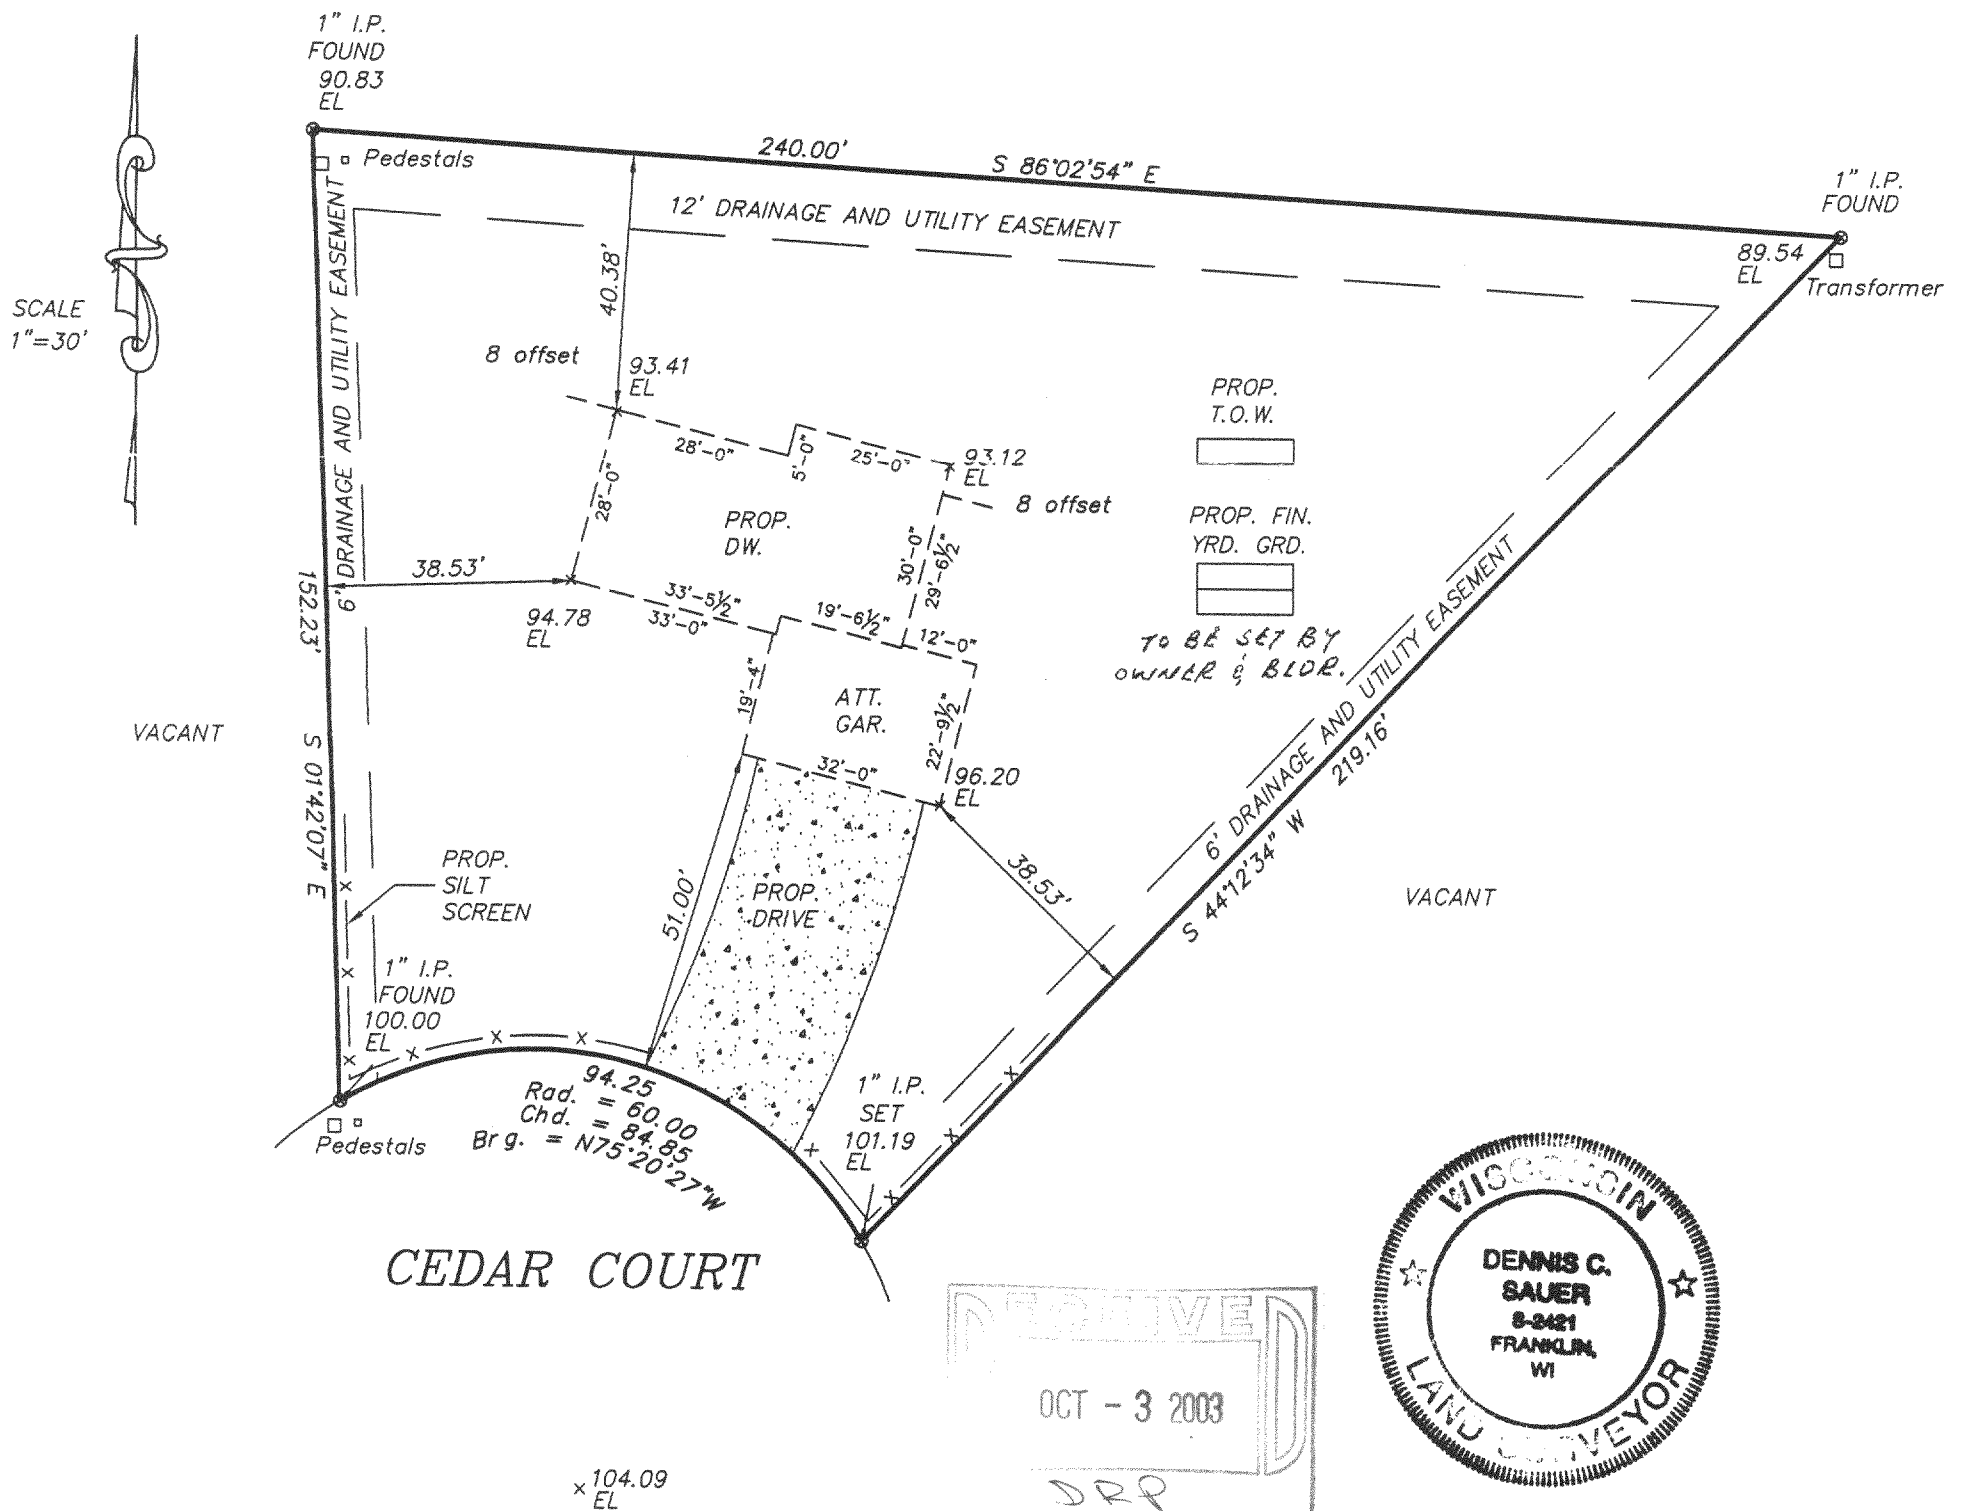 1" I.P.
FOUND
90.83
EL
Pedestals
240.00'
S 86°02'54" E
12' DRAINAGE AND UTILITY EASEMENT
1" I.P.
FOUND
89.54
EL
Transformer
SCALE
1"=30'
6' DRAINAGE AND UTILITY EASEMENT
152.23'
S 01°42'07" E
40.38'
8 offset
93.41
EL
28'-0"
5'-0"
25'-0"
93.12
EL
8 offset
28'-0"
PROP.
DW.
30'-0"
29'-6½"
38.53'
94.78
EL
33'-5½"
33'-0"
19'-6½"
12'-0"
19'-4"
ATT.
GAR.
22'-9½"
32'-0"
96.20
EL
PROP.
T.O.W.
PROP. FIN.
YRD. GRD.
TO BE SET BY
OWNER & BLDR.
6' DRAINAGE AND UTILITY EASEMENT
S 44°12'34" W 219.16'
VACANT
VACANT
38.53'
51.00'
PROP.
DRIVE
PROP.
SILT
SCREEN
1" I.P.
FOUND
100.00
EL
Pedestals
94.25
Rad. = 60.00
Chd. = 84.85
Brg. = N75°20'27"W
1" I.P.
SET
101.19
EL
CEDAR COURT
WISCONSIN
DENNIS C.
SAUER
S-2421
FRANKLIN,
WI
LAND SURVEYOR
OCT - 3 2003
DRP
104.09
EL